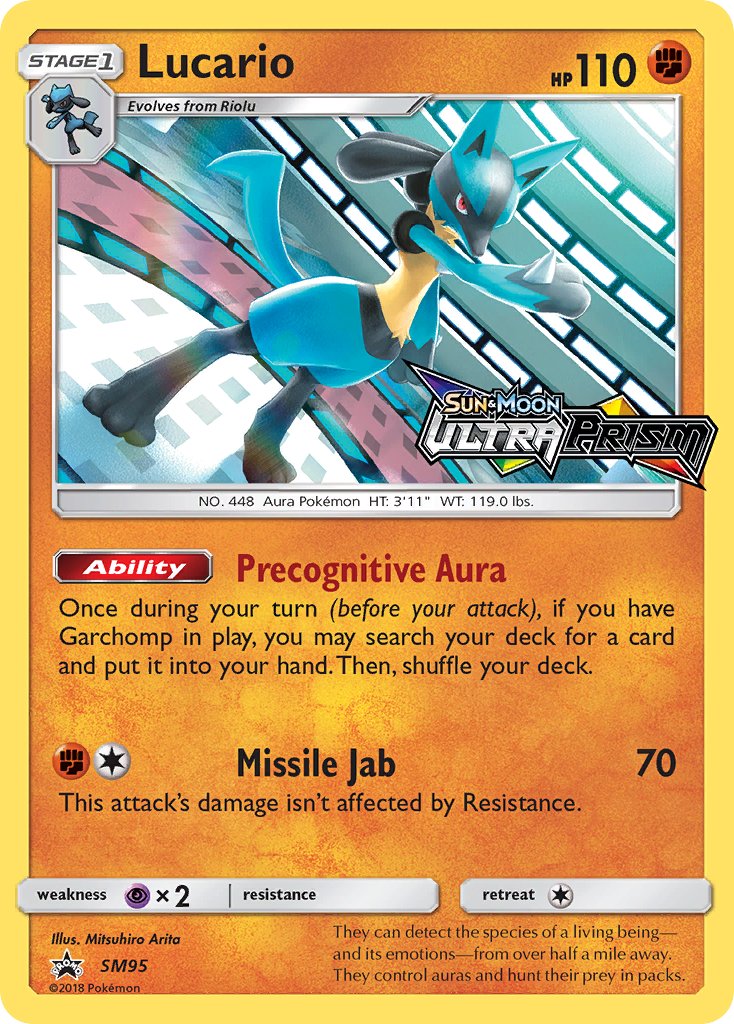 STAGE1
Lucario
HP 110
Evolves from Riolu
SUN & MOON
ULTRA PRISM
NO. 448 Aura Pokémon HT: 3'11" WT: 119.0 lbs.
Ability Precognitive Aura
Once during your turn (before your attack), if you have
Garchomp in play, you may search your deck for a card
and put it into your hand. Then, shuffle your deck.
Missile Jab 70
This attack's damage isn't affected by Resistance.
weakness × 2 resistance retreat
Illus. Mitsuhiro Arita
PROMO SM95
©2018 Pokémon
They can detect the species of a living being—
and its emotions—from over half a mile away.
They control auras and hunt their prey in packs.